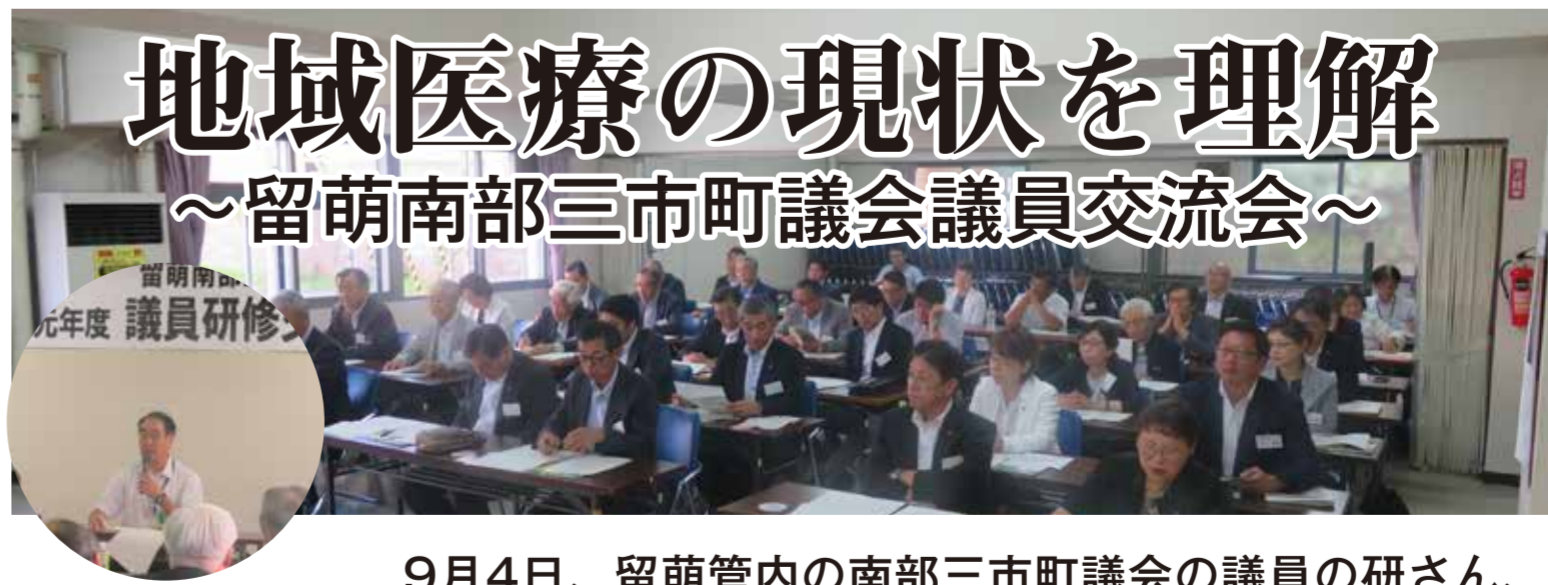 地域医療の現状を理解
～留萌南部三市町議会議員交流会～
留萌南部
元年度 議員研修
9月4日、留萌管内の南部三市町議会の議員の研さん、